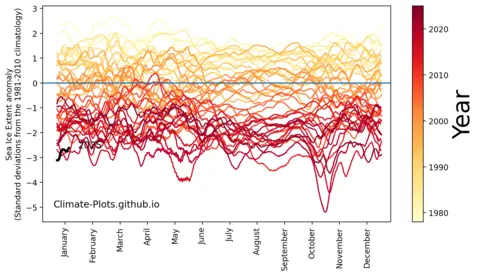 Sea Ice Extent anomaly
(Standard deviations from the 1981-2010 climatology)
3
2
1
0
−1
−2
−3
−4
−5
2025
Climate-Plots.github.io
January
February
March
April
May
June
July
August
September
October
November
December
2020
2010
2000
1990
1980
Year